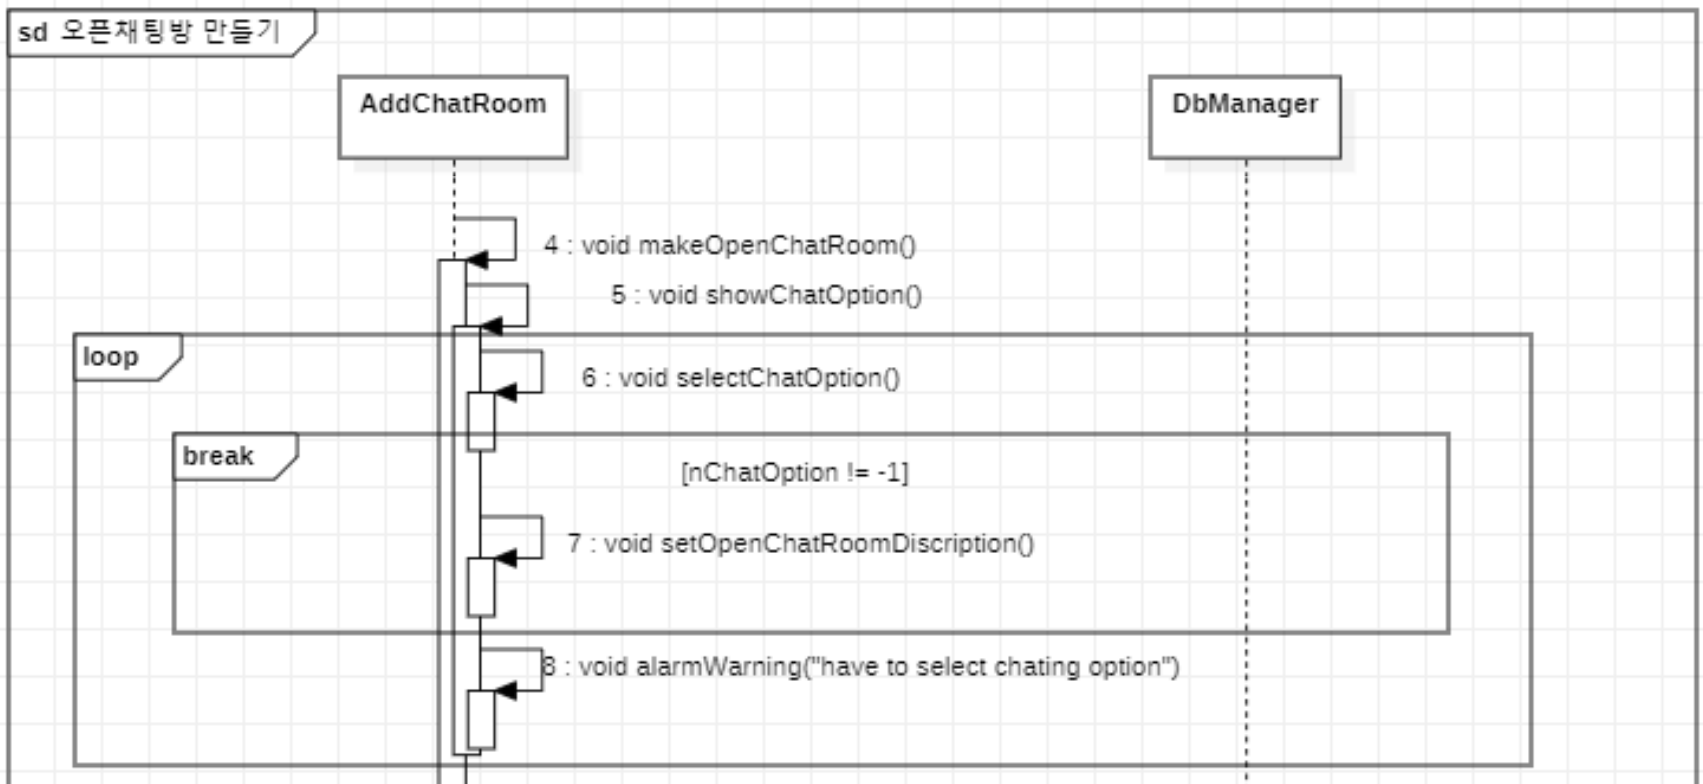 sd 오픈채팅방 만들기
AddChatRoom
DbManager
4 : void makeOpenChatRoom()
5 : void showChatOption()
loop
6 : void selectChatOption()
break
[nChatOption != -1]
7 : void setOpenChatRoomDiscription()
8 : void alarmWarning("have to select chating option")